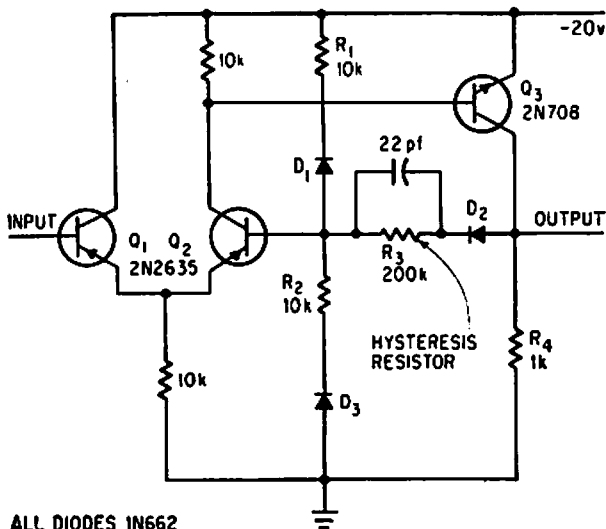 -20v
10k
R1
10k
Q3
2N708
22 pf
D1
D2
INPUT
OUTPUT
Q1
Q2
2N2635
R2
10k
R3
200k
HYSTERESIS
RESISTOR
R4
1k
10k
D3
ALL DIODES 1N662